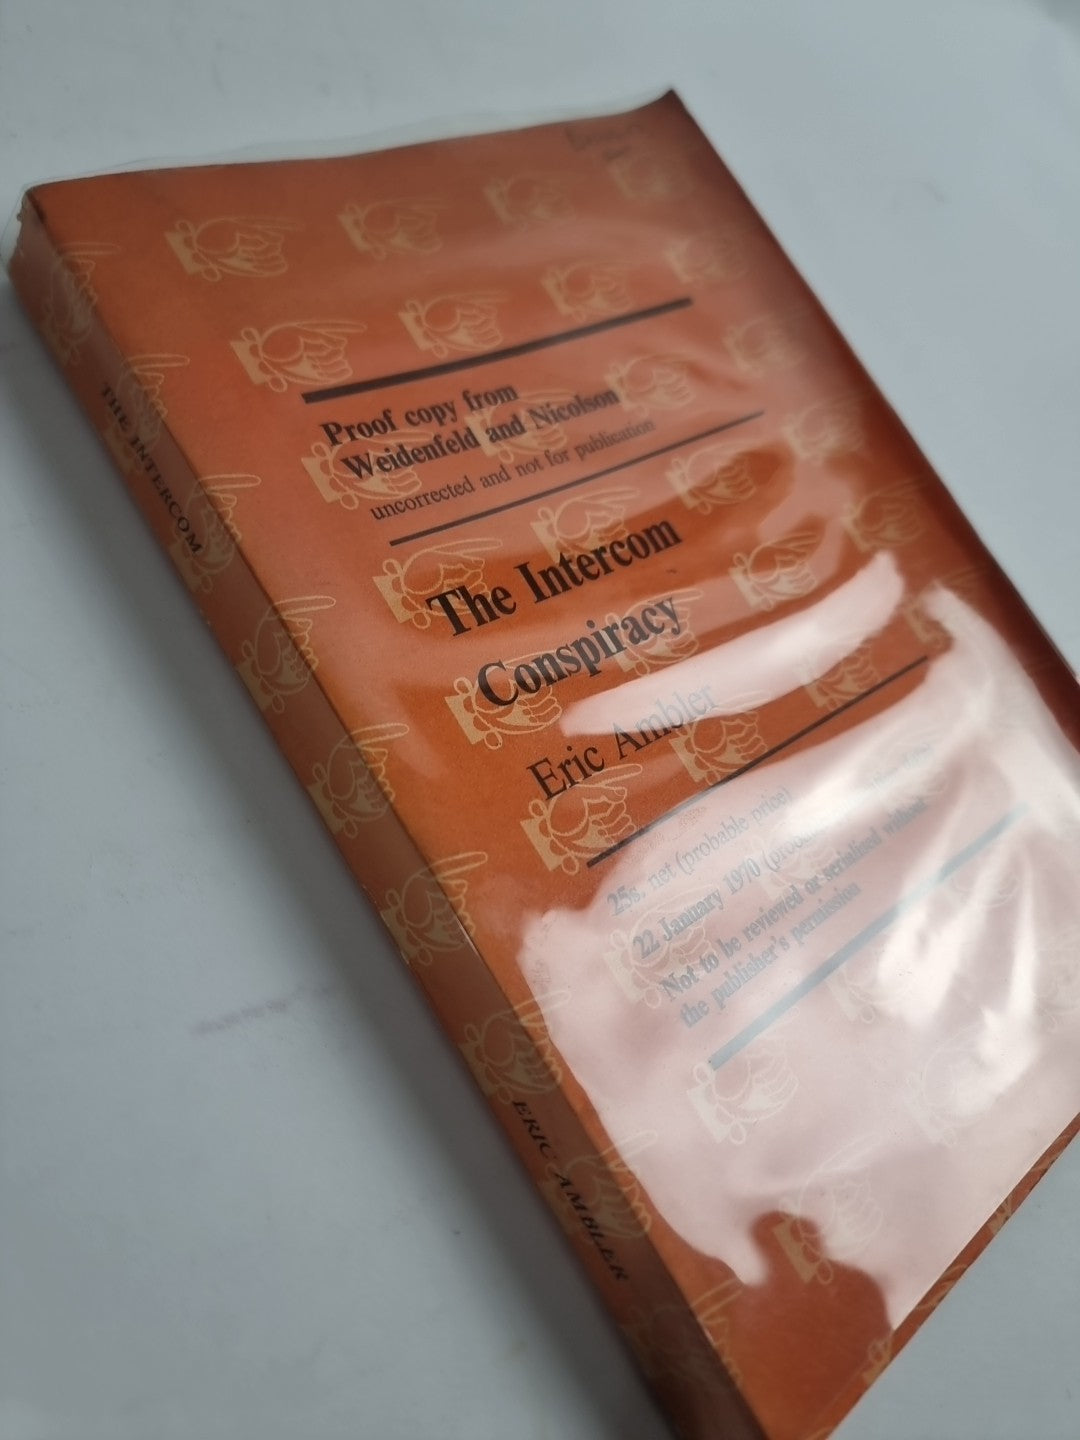 Proof copy from
Weidenfeld and Nicolson
uncorrected and not for publication
The Intercom
Conspiracy
Eric Ambler
25s. net (probable price)
22 January 1970
Not to be reviewed or serialised without
the publisher's permission
THE INTERCOM
ERIC AMBLER